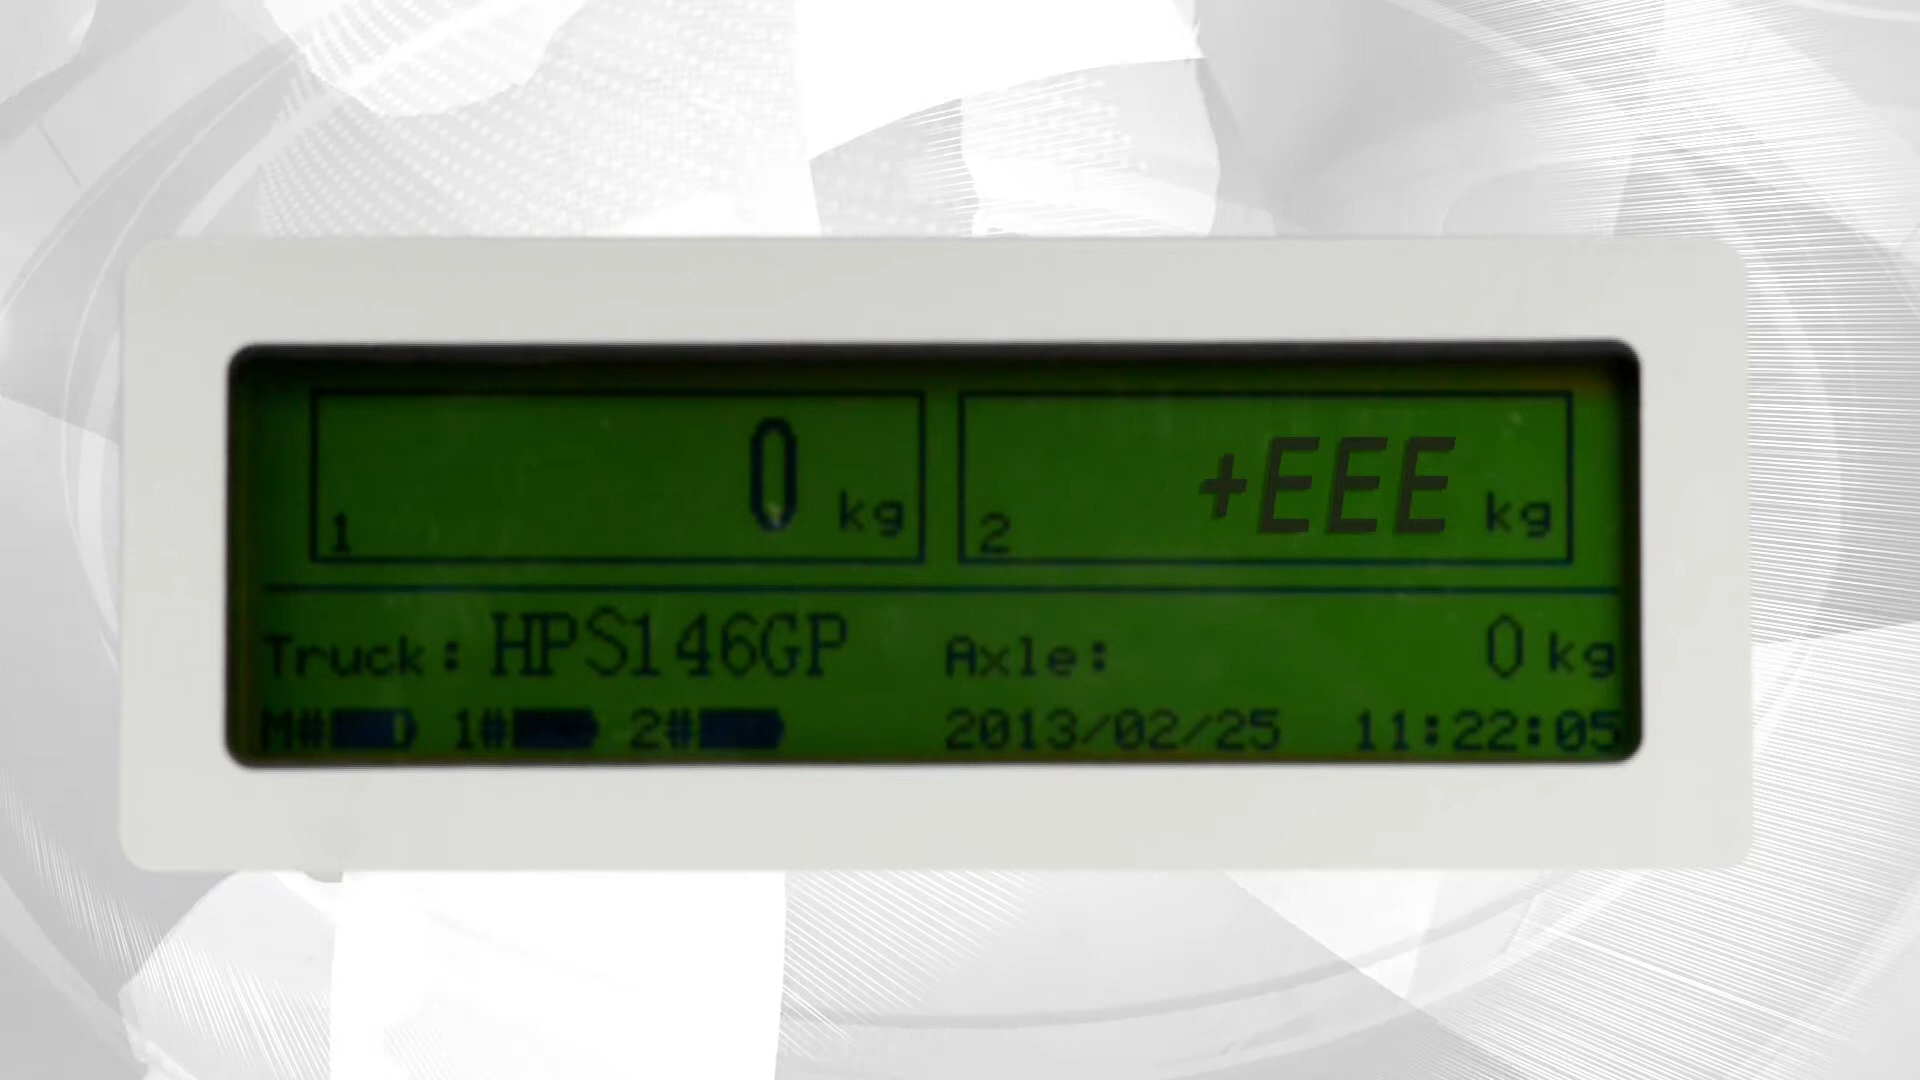 0 kg
1
+EEE kg
2
Truck: HPS146GP
Axle: 0 kg
M# 1# 2#
2013/02/25 11:22:05